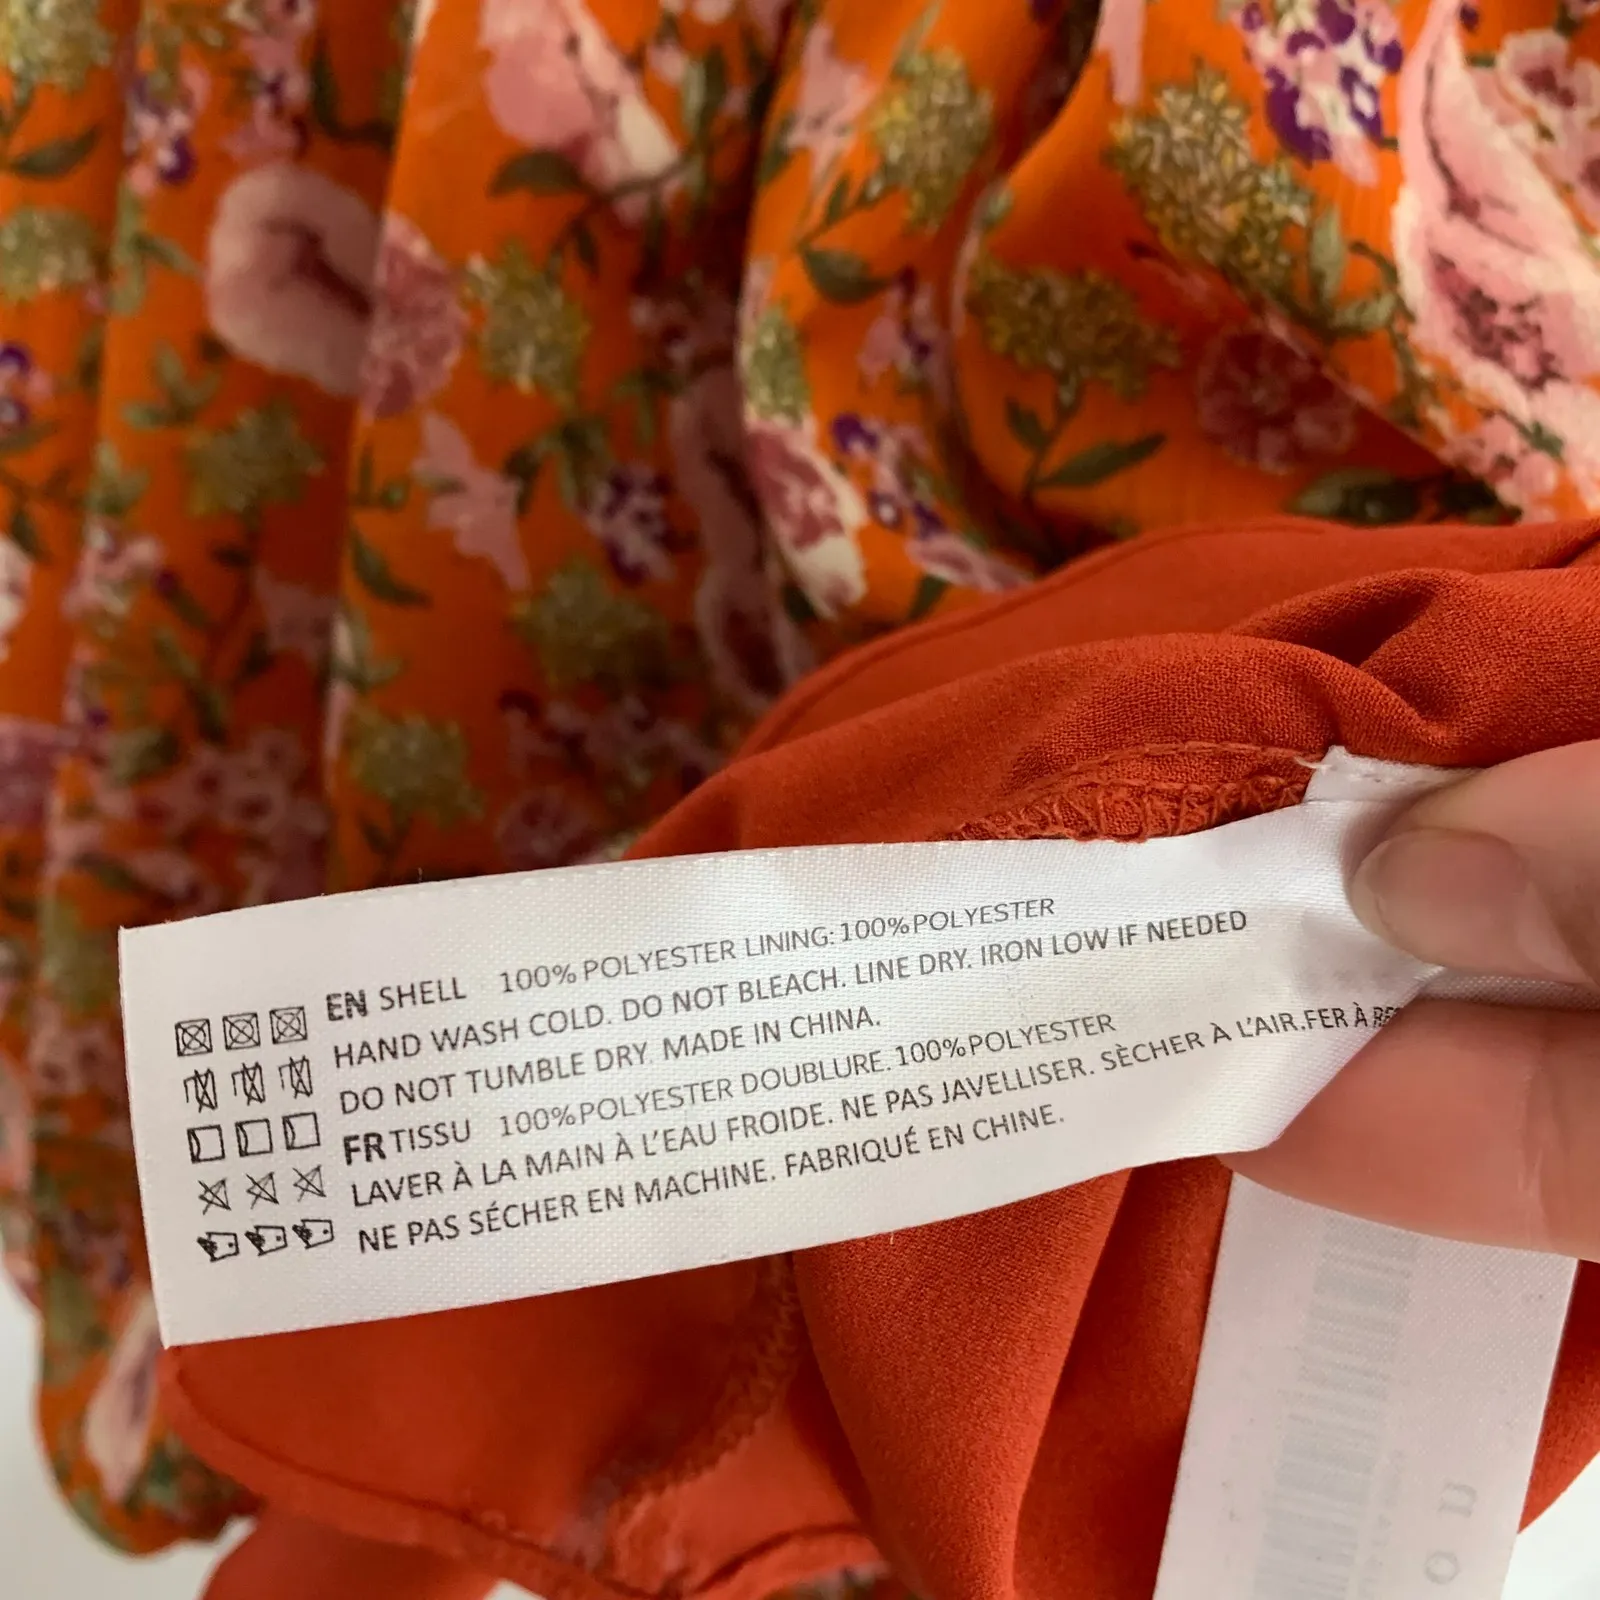 EN SHELL 100% POLYESTER LINING: 100%POLYESTER
HAND WASH COLD. DO NOT BLEACH. LINE DRY. IRON LOW IF NEEDED
DO NOT TUMBLE DRY. MADE IN CHINA.
FR TISSU 100%POLYESTER DOUBLURE. 100%POLYESTER
LAVER À LA MAIN À L'EAU FROIDE. NE PAS JAVELLISER. SÈCHER À L'AIR.FER À
NE PAS SÉCHER EN MACHINE. FABRIQUÉ EN CHINE.